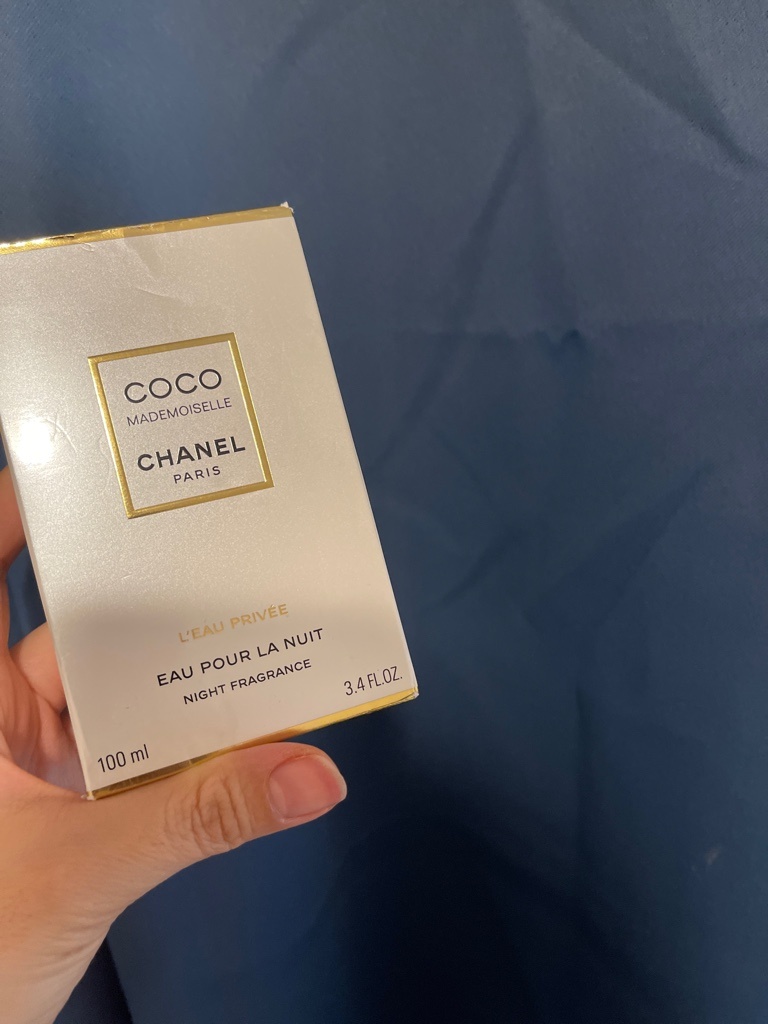 COCO
MADEMOISELLE
CHANEL
PARIS
L'EAU PRIVÉE
EAU POUR LA NUIT
NIGHT FRAGRANCE
100 ml
3.4 FL.OZ.